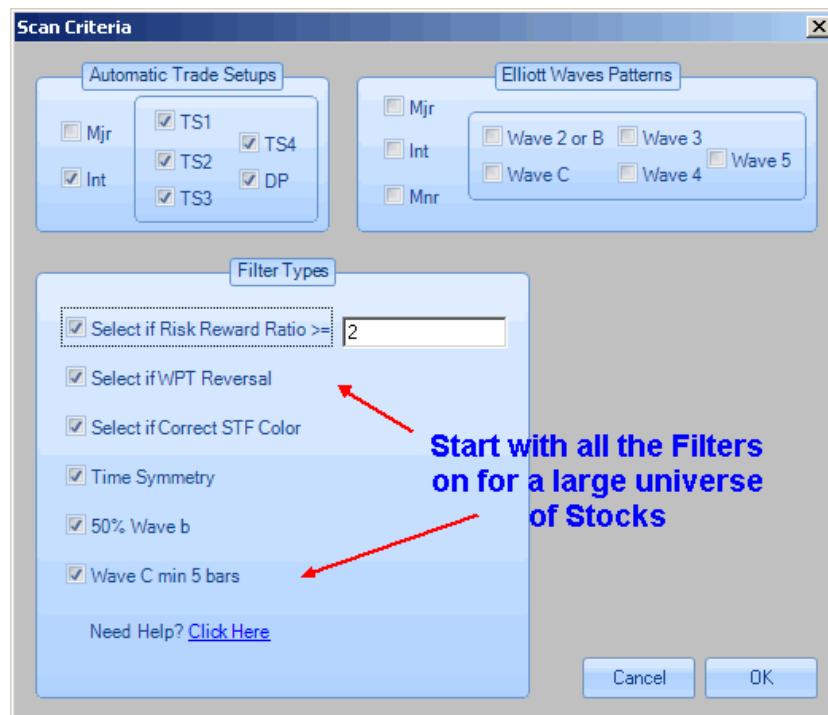 Scan Criteria
Automatic Trade Setups
Mjr
Int
TS1
TS2
TS3
TS4
DP
Elliott Waves Patterns
Mjr
Int
Mnr
Wave 2 or B
Wave C
Wave 3
Wave 4
Wave 5
Filter Types
Select if Risk Reward Ratio >= 2
Select if WPT Reversal
Select if Correct STF Color
Time Symmetry
50% Wave b
Wave C min 5 bars
Need Help? Click Here
Start with all the Filters
on for a large universe
of Stocks
Cancel
OK